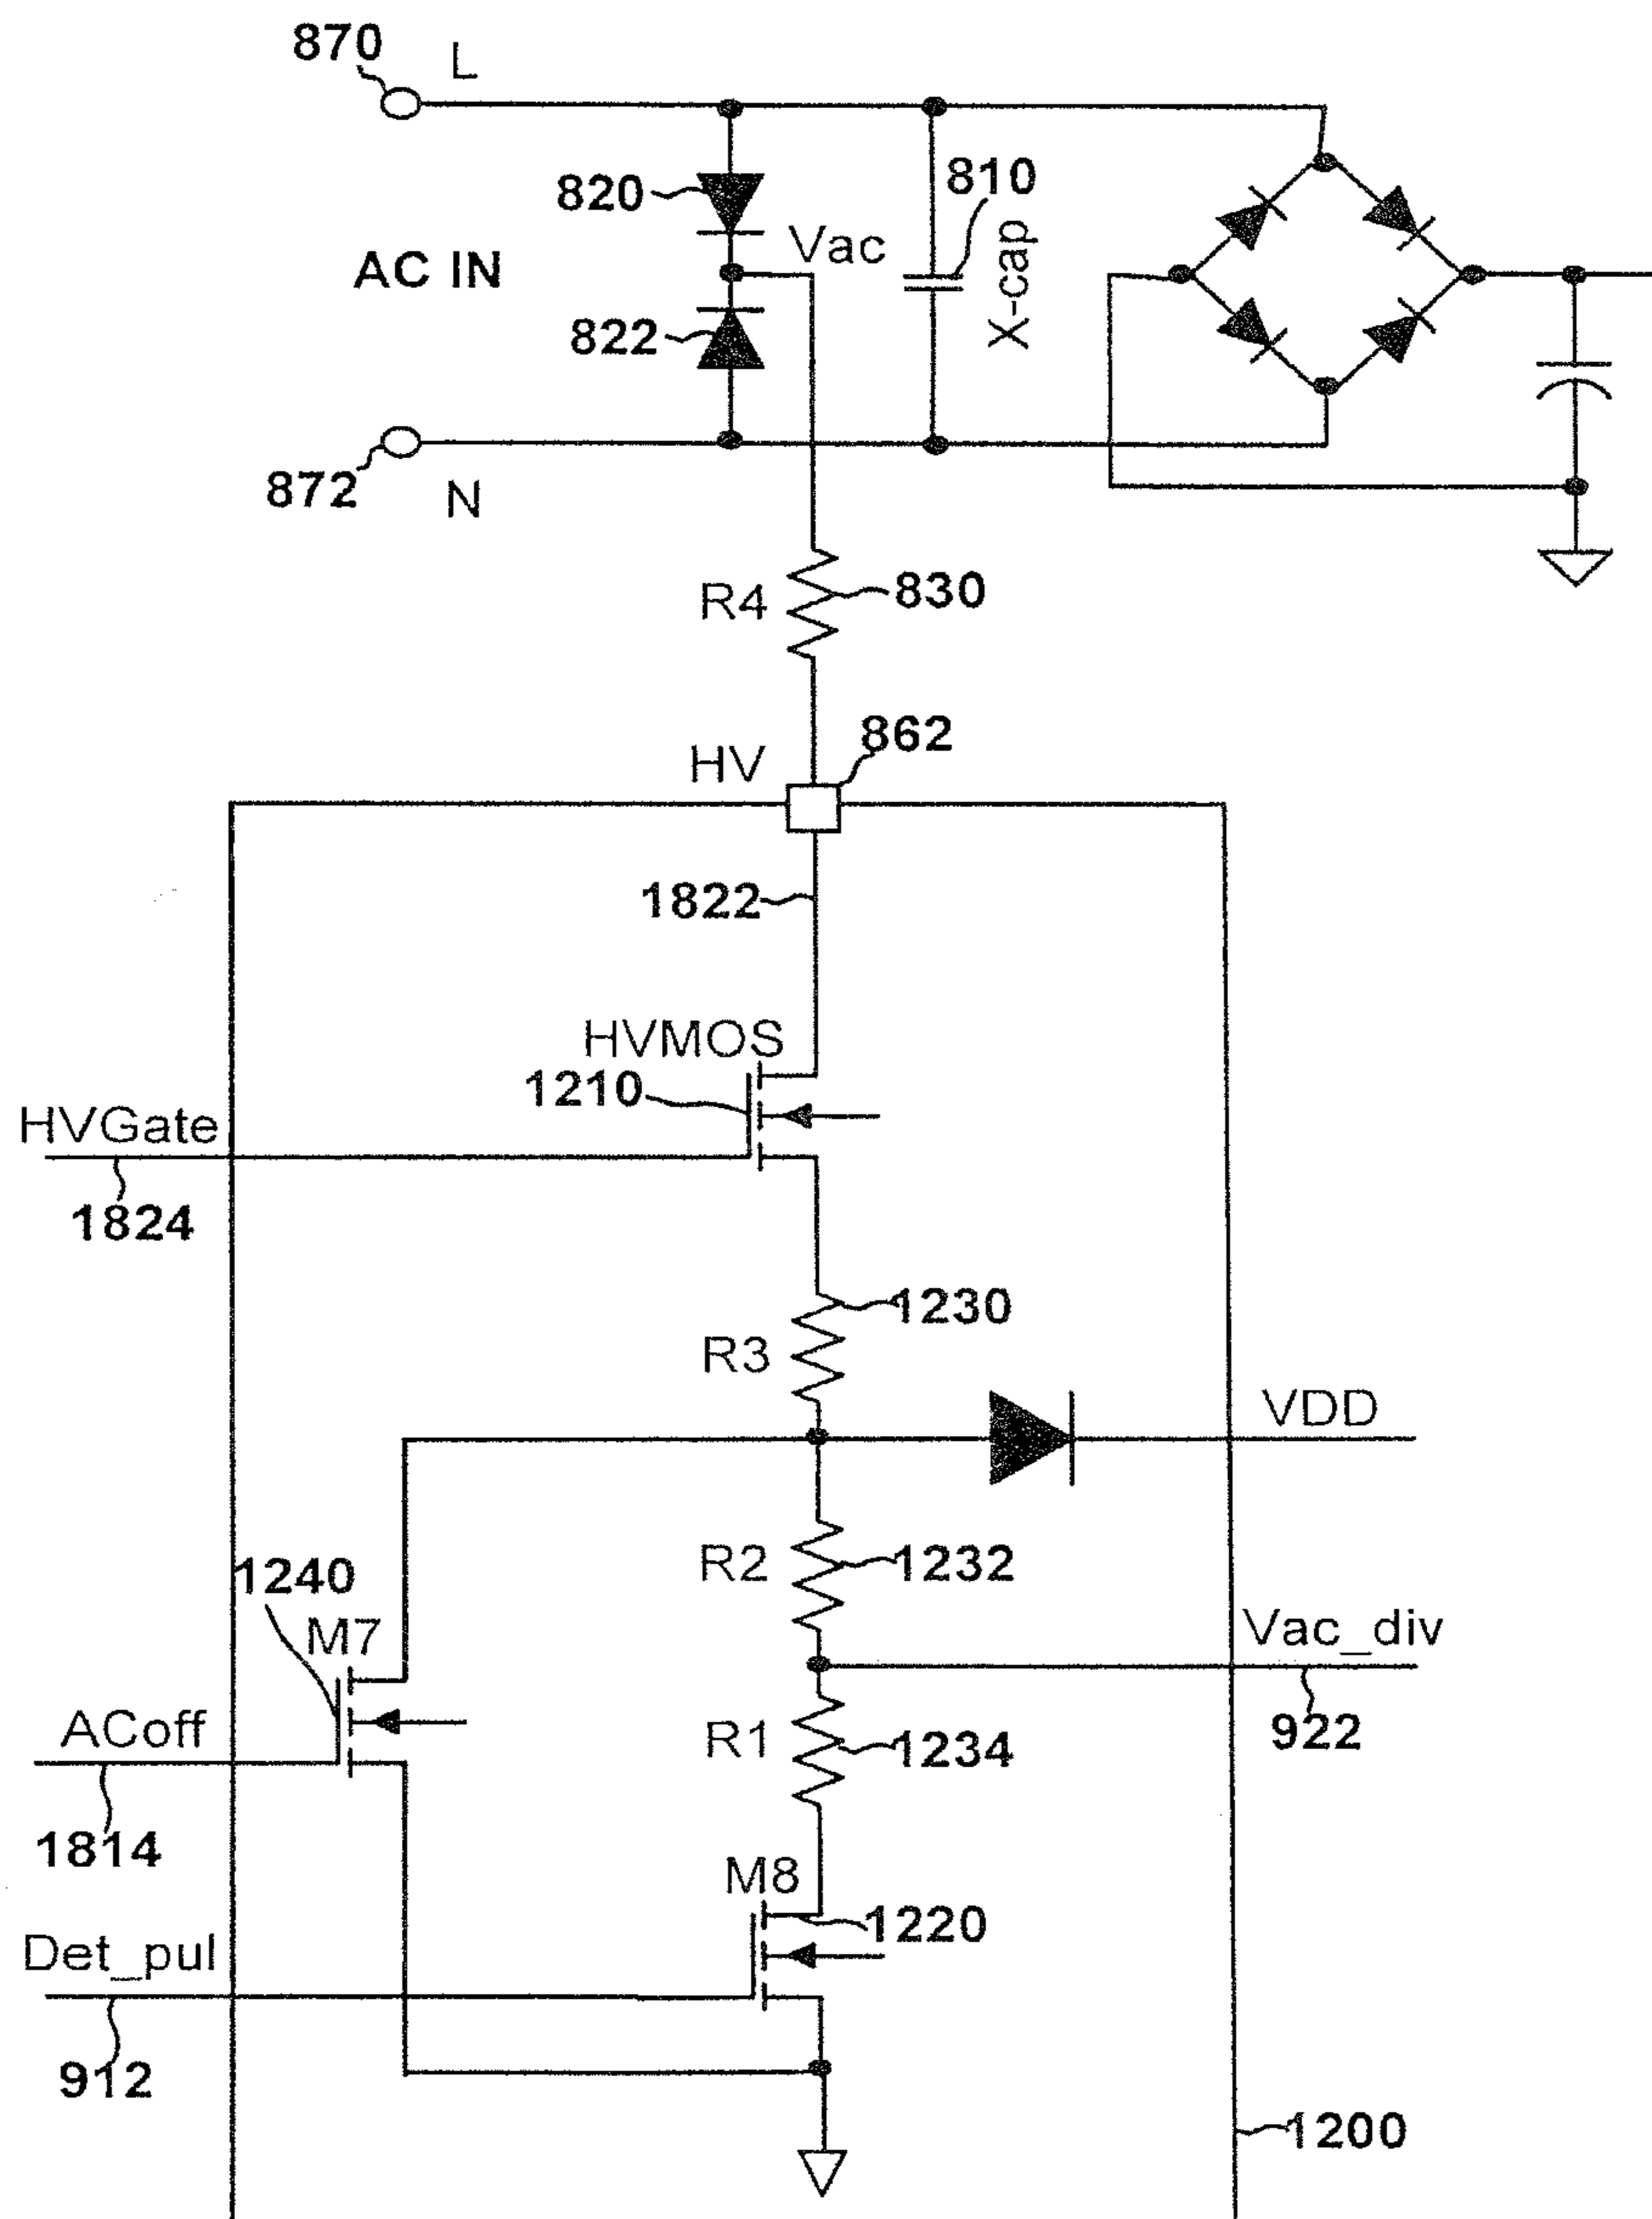 870
L
820
Vac
810
X-cap
AC IN
822
872
N
R4
830
HV
862
1822
HVMOS
1210
HVGate
1824
1230
R3
VDD
R2
1232
1240
M7
Vac_div
922
ACoff
1814
R1
1234
M8
1220
Det_pul
912
1200